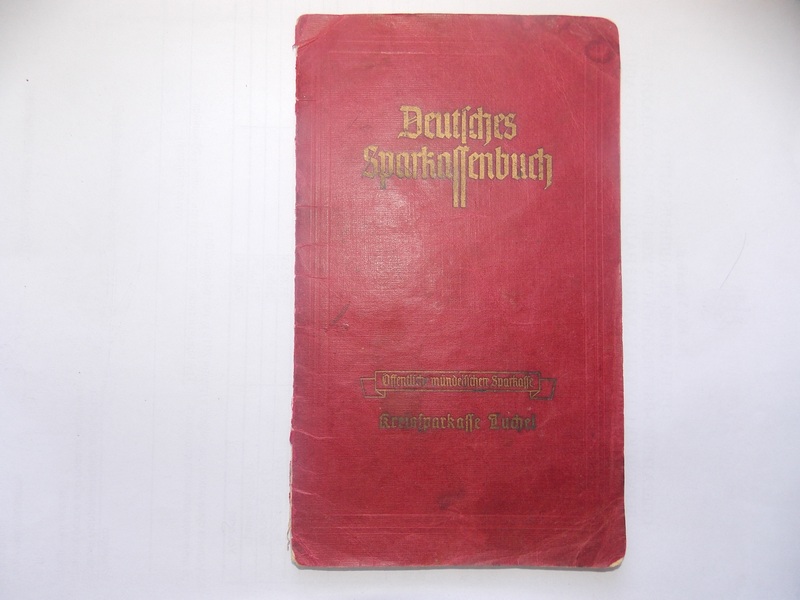 Deutsches
Sparkassenbuch
Öffentliche mündelsichere Sparkasse
Kreissparkasse Tuchel